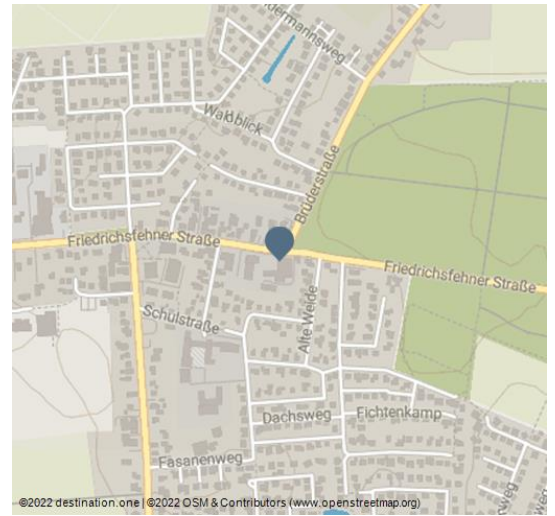 Waldblick
Brüderstraße
Friedrichsfehner Straße
Friedrichsfehner Straße
Schulstraße
Alte Weide
Dachsweg
Fichtenkamp
Fasanenweg
©2022 destination.one | ©2022 OSM & Contributors (www.openstreetmap.org)